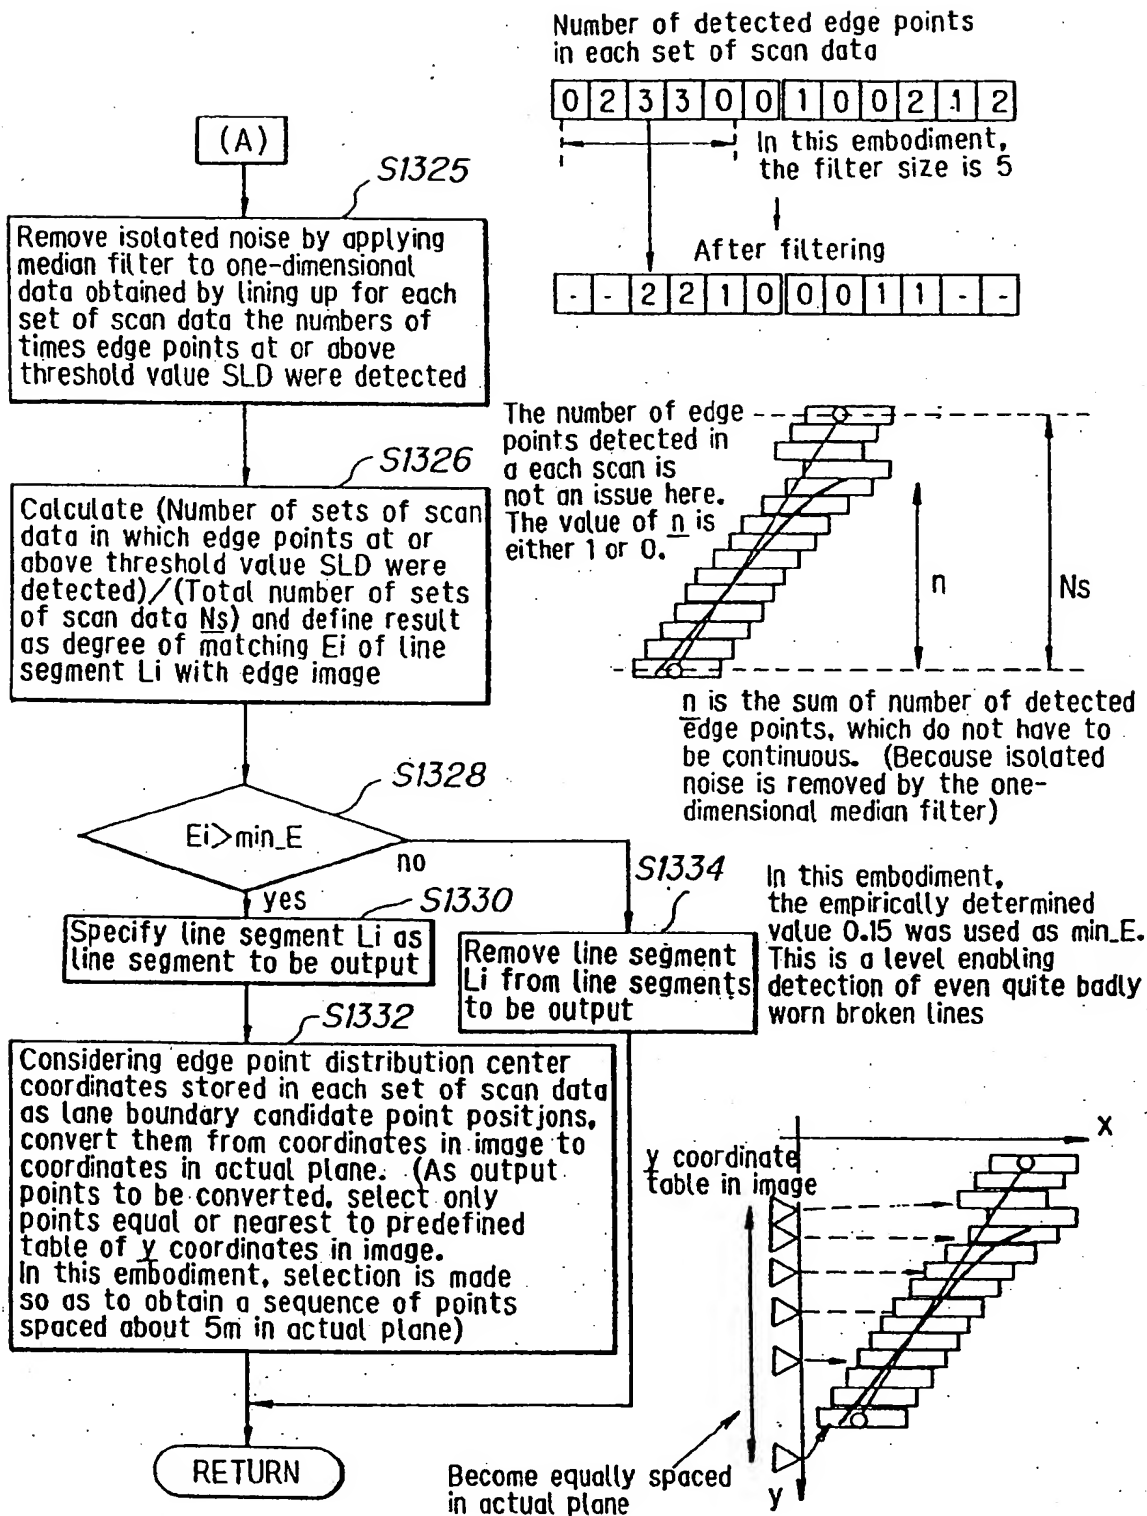 Number of detected edge points
in each set of scan data
0 2 3 3 0 0 1 0 0 2 1 2
In this embodiment,
the filter size is 5
After filtering
- - 2 2 1 0 0 0 1 1 - -
(A)
S1325
Remove isolated noise by applying
median filter to one-dimensional
data obtained by lining up for each
set of scan data the numbers of
times edge points at or above
threshold value SLD were detected
S1326
Calculate (Number of sets of scan
data in which edge points at or
above threshold value SLD were
detected)/(Total number of sets
of scan data Ns) and define result
as degree of matching Ei of line
segment Li with edge image
The number of edge
points detected in
a each scan is
not an issue here.
The value of n is
either 1 or 0.
n
Ns
n is the sum of number of detected
edge points, which do not have to
be continuous. (Because isolated
noise is removed by the one-
dimensional median filter)
S1328
Ei>min_E
no
yes
S1330
Specify line segment Li as
line segment to be output
S1334
Remove line segment
Li from line segments
to be output
In this embodiment,
the empirically determined
value 0.15 was used as min_E.
This is a level enabling
detection of even quite badly
worn broken lines
S1332
Considering edge point distribution center
coordinates stored in each set of scan data
as lane boundary candidate point positions,
convert them from coordinates in image to
coordinates in actual plane. (As output
points to be converted, select only
points equal or nearest to predefined
table of y coordinates in image.
In this embodiment, selection is made
so as to obtain a sequence of points
spaced about 5m in actual plane)
x
y coordinate
table in image
Become equally spaced
in actual plane
y
RETURN